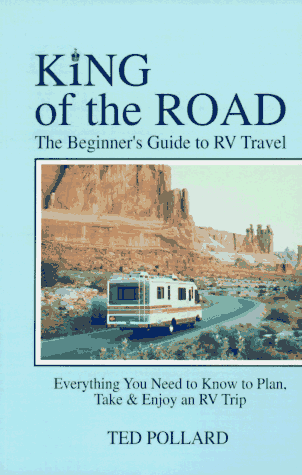 KiNG
of the ROAD
The Beginner's Guide to RV Travel
Everything You Need to Know to Plan,
Take & Enjoy an RV Trip
TED POLLARD